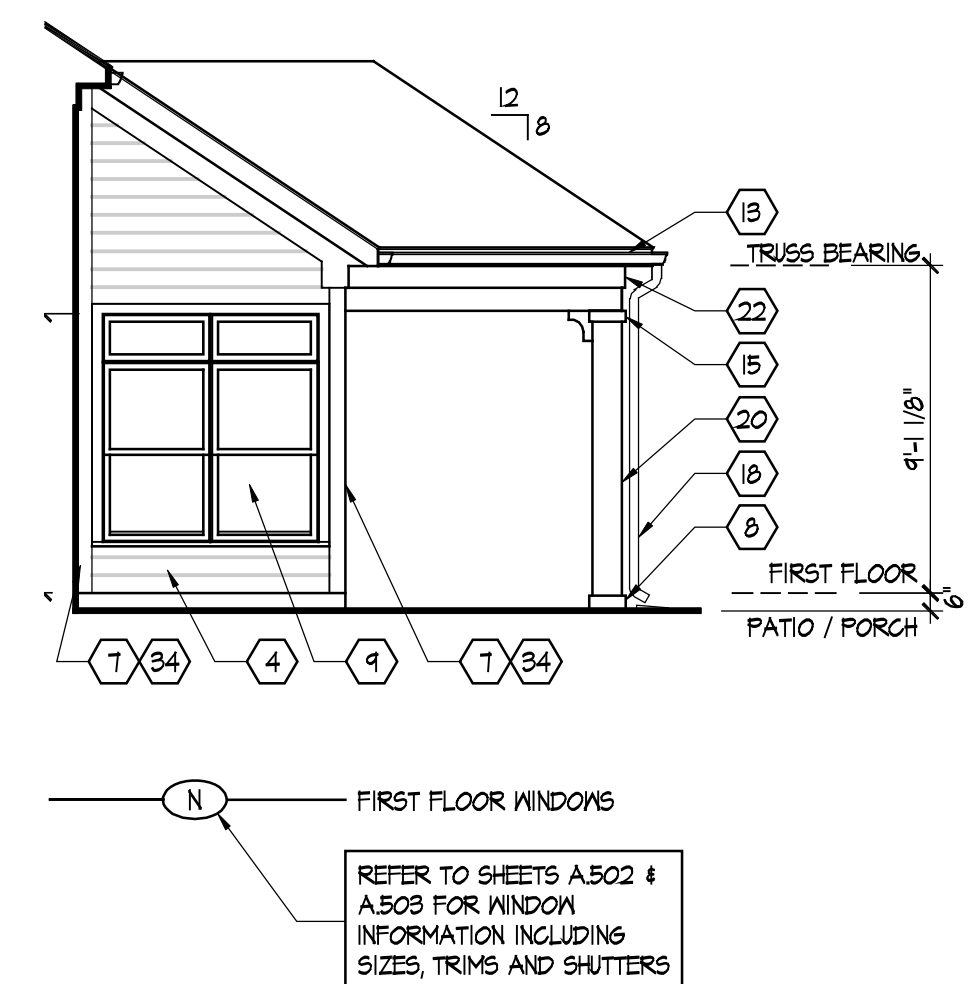 12
8
13
TRUSS BEARING
22
15
20
18
8
9'-1 1/8"
FIRST FLOOR
6"
PATIO / PORCH
7 34
4
9
7 34
N
FIRST FLOOR WINDOWS
REFER TO SHEETS A.502 &
A.503 FOR WINDOW
INFORMATION INCLUDING
SIZES, TRIMS AND SHUTTERS